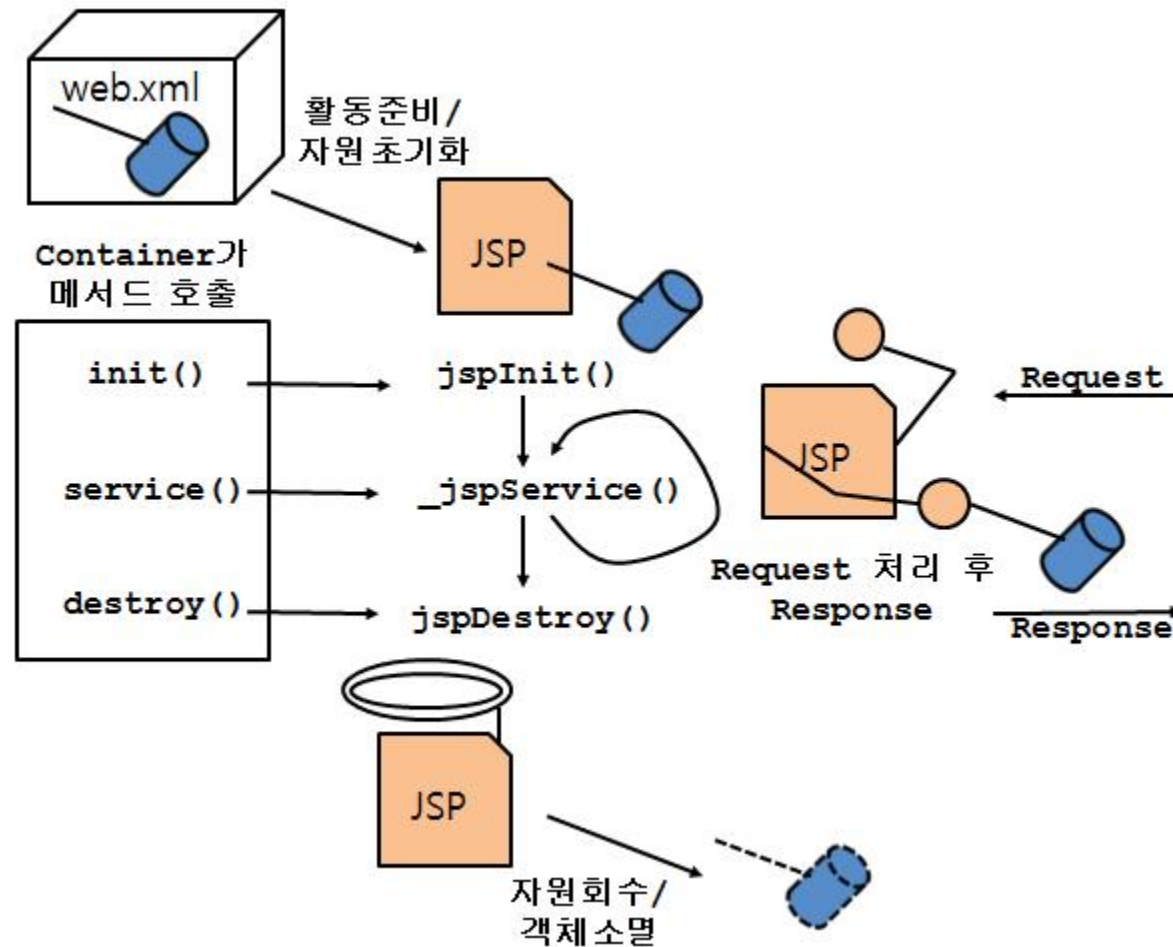 web.xml
활동준비/
자원초기화
JSP
Container가
메서드 호출
init()
jspInit()
Request
JSP
service()
_jspService()
Request 처리 후
Response
destroy()
jspDestroy()
Response
JSP
자원회수/
객체소멸